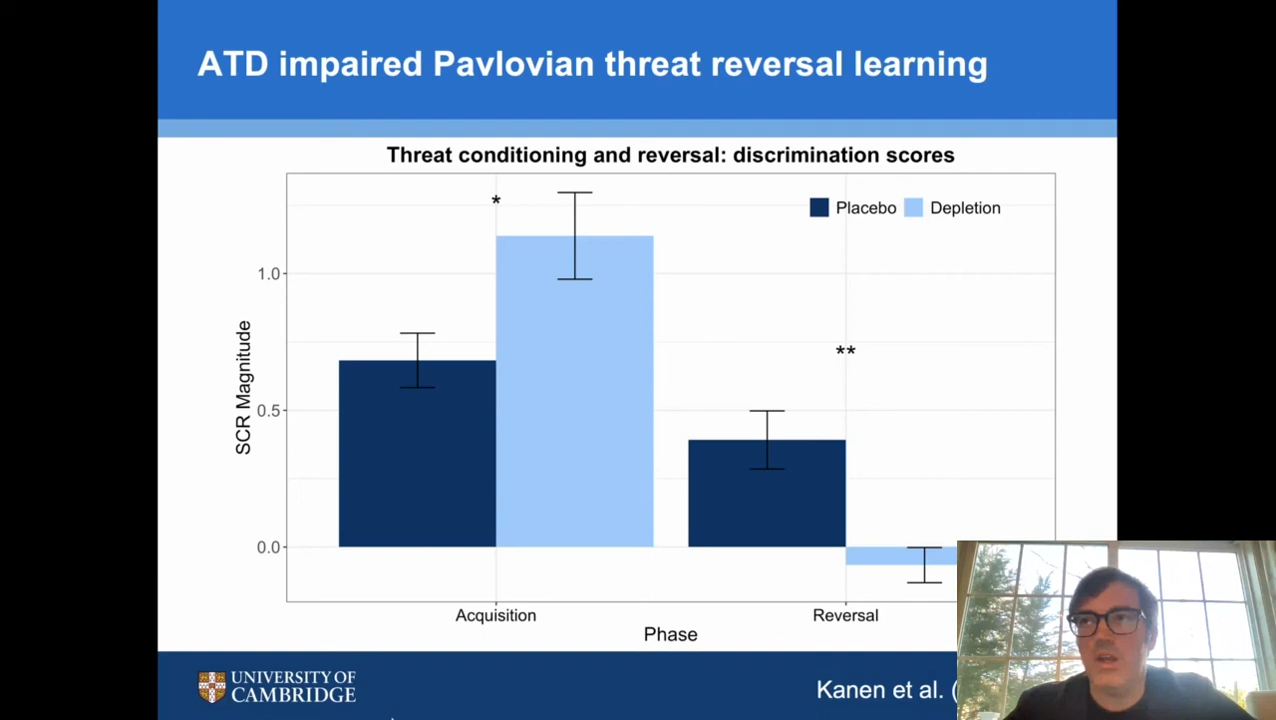 ATD impaired Pavlovian threat reversal learning
Threat conditioning and reversal: discrimination scores
*
Placebo Depletion
1.0
**
SCR Magnitude
0.5
0.0
Acquisition Reversal
Phase
UNIVERSITY OF
CAMBRIDGE
Kanen et al. (